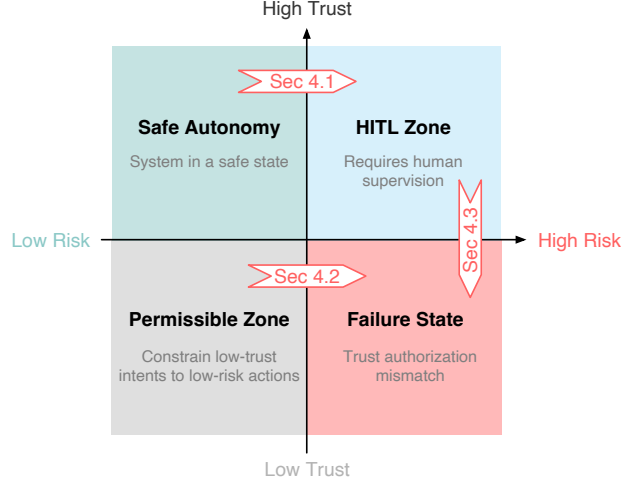 High Trust
Sec 4.1
Safe Autonomy
System in a safe state
HITL Zone
Requires human
supervision
Low Risk
High Risk
Sec 4.3
Sec 4.2
Permissible Zone
Constrain low-trust
intents to low-risk actions
Failure State
Trust authorization
mismatch
Low Trust